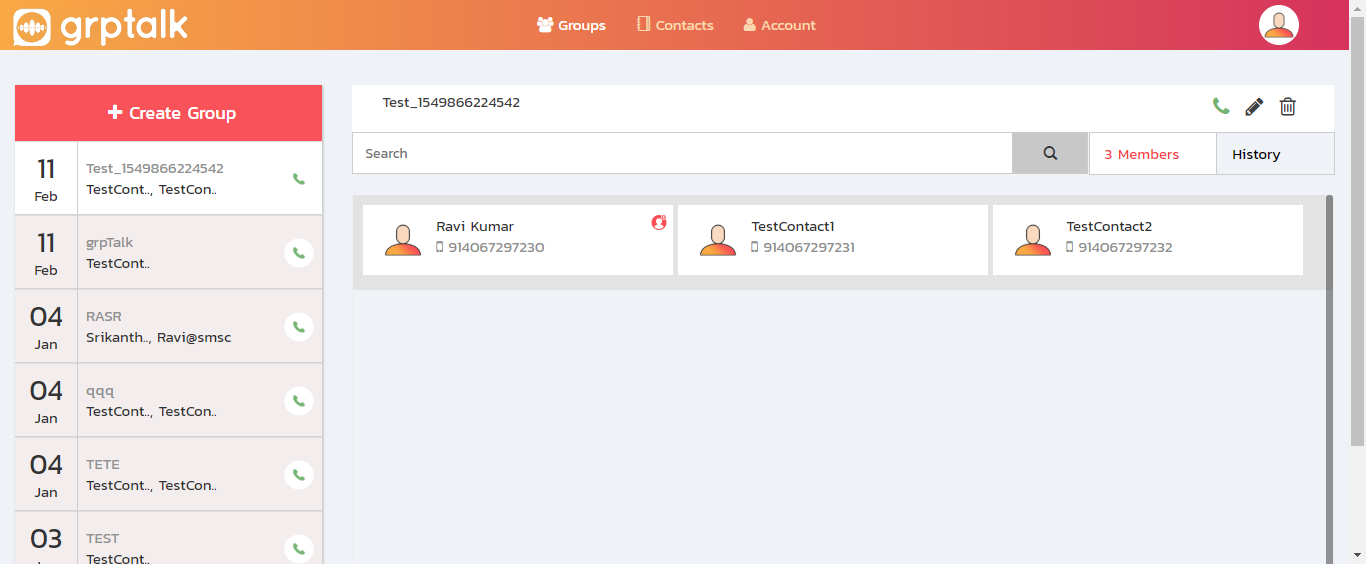 grptalk
Groups
Contacts
Account
Create Group
11
Feb
Test_1549866224542
TestCont.., TestCon..
11
Feb
grpTalk
TestCont..
04
Jan
RASR
Srikanth.., Ravi@smsc
04
Jan
qqq
TestCont.., TestCon..
04
Jan
TETE
TestCont.., TestCon..
03
TEST
TestCont..
Test_1549866224542
Search
3 Members
History
Ravi Kumar
914067297230
TestContact1
914067297231
TestContact2
914067297232